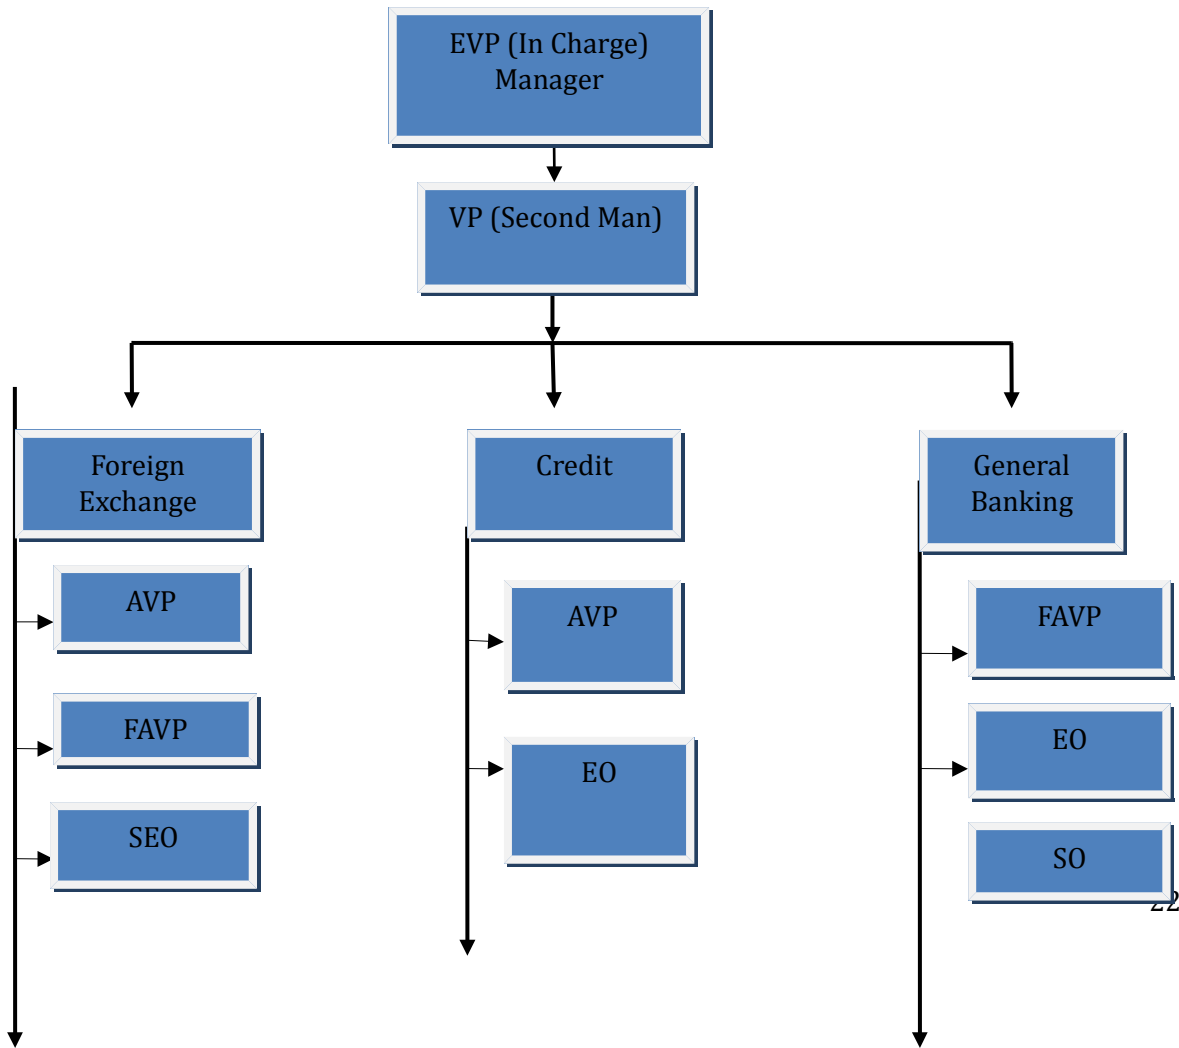 EVP (In Charge)
Manager
VP (Second Man)
Foreign
Exchange
Credit
General
Banking
AVP
FAVP
SEO
AVP
EO
FAVP
EO
SO
22